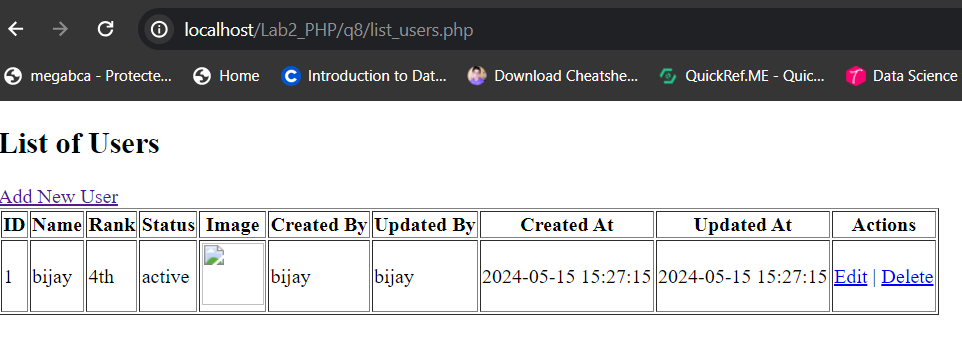 localhost/Lab2_PHP/q8/list_users.php
megabca - Protecte... Home Introduction to Dat... Download Cheatshe... QuickRef.ME - Quic... Data Science
List of Users
Add New User
ID Name Rank Status Image Created By Updated By Created At Updated At Actions
1 bijay 4th active bijay bijay 2024-05-15 15:27:15 2024-05-15 15:27:15 Edit | Delete